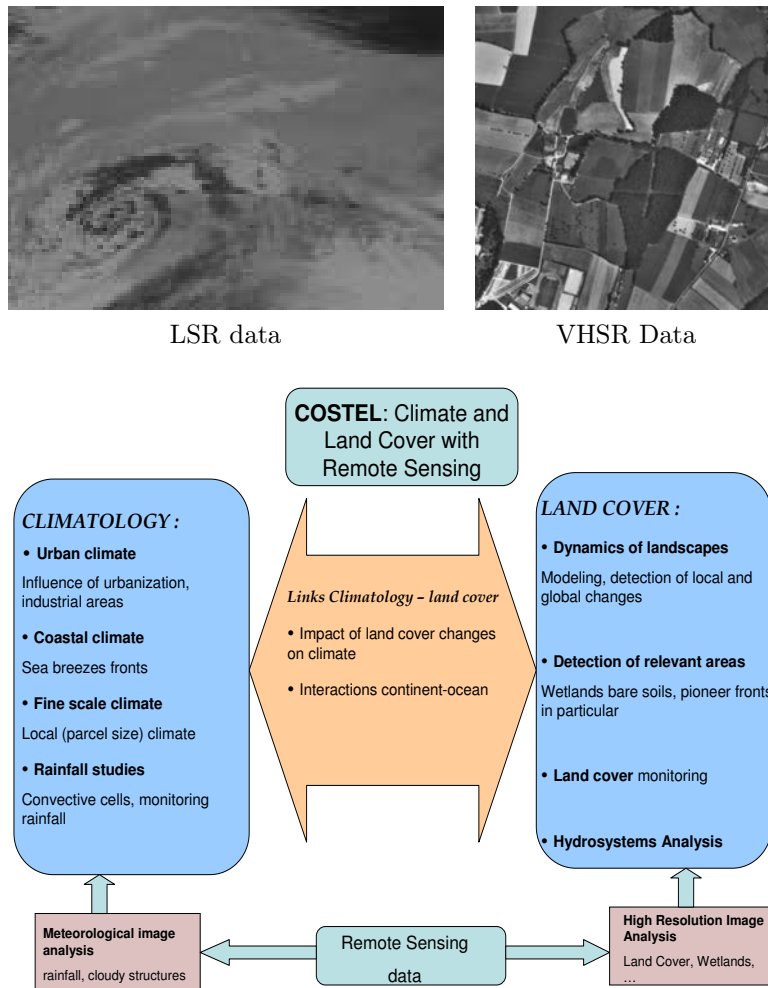 LSR data
VHSR Data
COSTEL: Climate and
Land Cover with
Remote Sensing
CLIMATOLOGY :
• Urban climate
Influence of urbanization,
industrial areas
• Coastal climate
Sea breezes fronts
• Fine scale climate
Local (parcel size) climate
• Rainfall studies
Convective cells, monitoring
rainfall
Links Climatology – land cover
• Impact of land cover changes
on climate
• Interactions continent-ocean
LAND COVER :
• Dynamics of landscapes
Modeling, detection of local and
global changes
• Detection of relevant areas
Wetlands bare soils, pioneer fronts
in particular
• Land cover monitoring
• Hydrosystems Analysis
Meteorological image
analysis
rainfall, cloudy structures
Remote Sensing
data
High Resolution Image
Analysis
Land Cover, Wetlands,
…